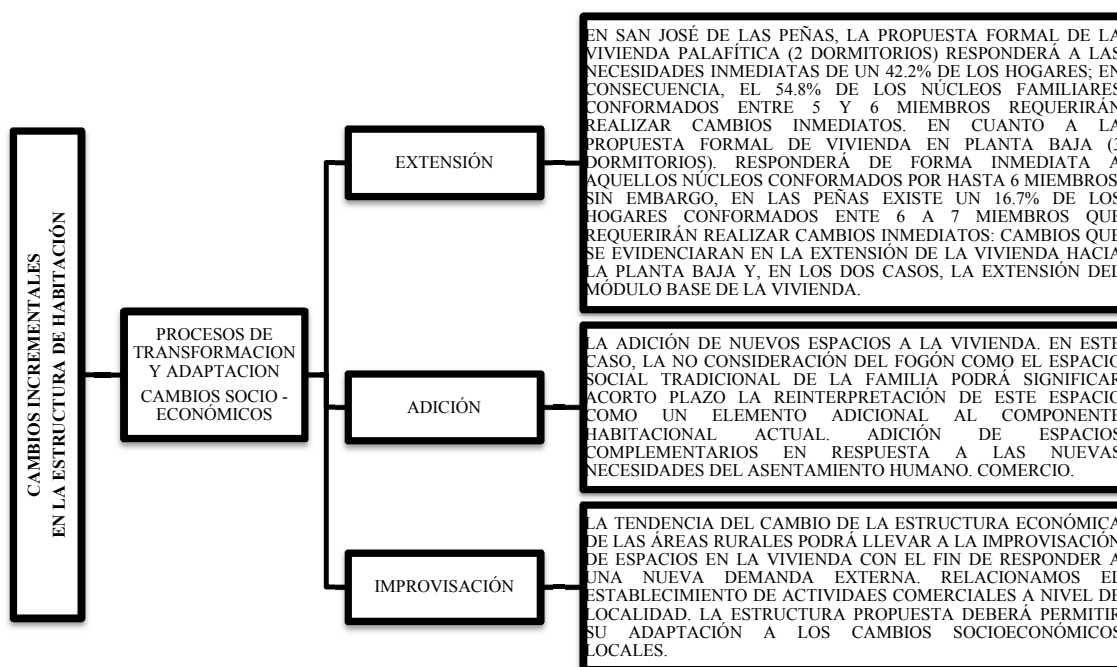 CAMBIOS INCREMENTALES
EN LA ESTRUCTURA DE HABITACIÓN
PROCESOS DE
TRANSFORMACION
Y ADAPTACION
CAMBIOS SOCIO -
ECONÓMICOS
EXTENSIÓN
EN SAN JOSÉ DE LAS PEÑAS, LA PROPUESTA FORMAL DE LA
VIVIENDA PALAFÍTICA (2 DORMITORIOS) RESPONDERÁ A LAS
NECESIDADES INMEDIATAS DE UN 42.2% DE LOS HOGARES; EN
CONSECUENCIA, EL 54.8% DE LOS NÚCLEOS FAMILIARES
CONFORMADOS ENTRE 5 Y 6 MIEMBROS REQUERIRÁN
REALIZAR CAMBIOS INMEDIATOS. EN CUANTO A LA
PROPUESTA FORMAL DE VIVIENDA EN PLANTA BAJA (3
DORMITORIOS). RESPONDERÁ DE FORMA INMEDIATA A
AQUELLOS NÚCLEOS CONFORMADOS POR HASTA 6 MIEMBROS
SIN EMBARGO, EN LAS PEÑAS EXISTE UN 16.7% DE LOS
HOGARES CONFORMADOS ENTE 6 A 7 MIEMBROS QUE
REQUERIRÁN REALIZAR CAMBIOS INMEDIATOS: CAMBIOS QUE
SE EVIDENCIARAN EN LA EXTENSIÓN DE LA VIVIENDA HACIA
LA PLANTA BAJA Y, EN LOS DOS CASOS, LA EXTENSIÓN DEL
MÓDULO BASE DE LA VIVIENDA.
ADICIÓN
LA ADICIÓN DE NUEVOS ESPACIOS A LA VIVIENDA. EN ESTE
CASO, LA NO CONSIDERACIÓN DEL FOGÓN COMO EL ESPACIO
SOCIAL TRADICIONAL DE LA FAMILIA PODRÁ SIGNIFICAR
ACORTO PLAZO LA REINTERPRETACIÓN DE ESTE ESPACIO
COMO UN ELEMENTO ADICIONAL AL COMPONENTE
HABITACIONAL ACTUAL. ADICIÓN DE ESPACIOS
COMPLEMENTARIOS EN RESPUESTA A LAS NUEVAS
NECESIDADES DEL ASENTAMIENTO HUMANO. COMERCIO.
IMPROVISACIÓN
LA TENDENCIA DEL CAMBIO DE LA ESTRUCTURA ECONÓMICA
DE LAS ÁREAS RURALES PODRÁ LLEVAR A LA IMPROVISACIÓN
DE ESPACIOS EN LA VIVIENDA CON EL FIN DE RESPONDER A
UNA NUEVA DEMANDA EXTERNA. RELACIONAMOS EL
ESTABLECIMIENTO DE ACTIVIDAES COMERCIALES A NIVEL DE
LOCALIDAD. LA ESTRUCTURA PROPUESTA DEBERÁ PERMITIR
SU ADAPTACIÓN A LOS CAMBIOS SOCIOECONÓMICOS
LOCALES.